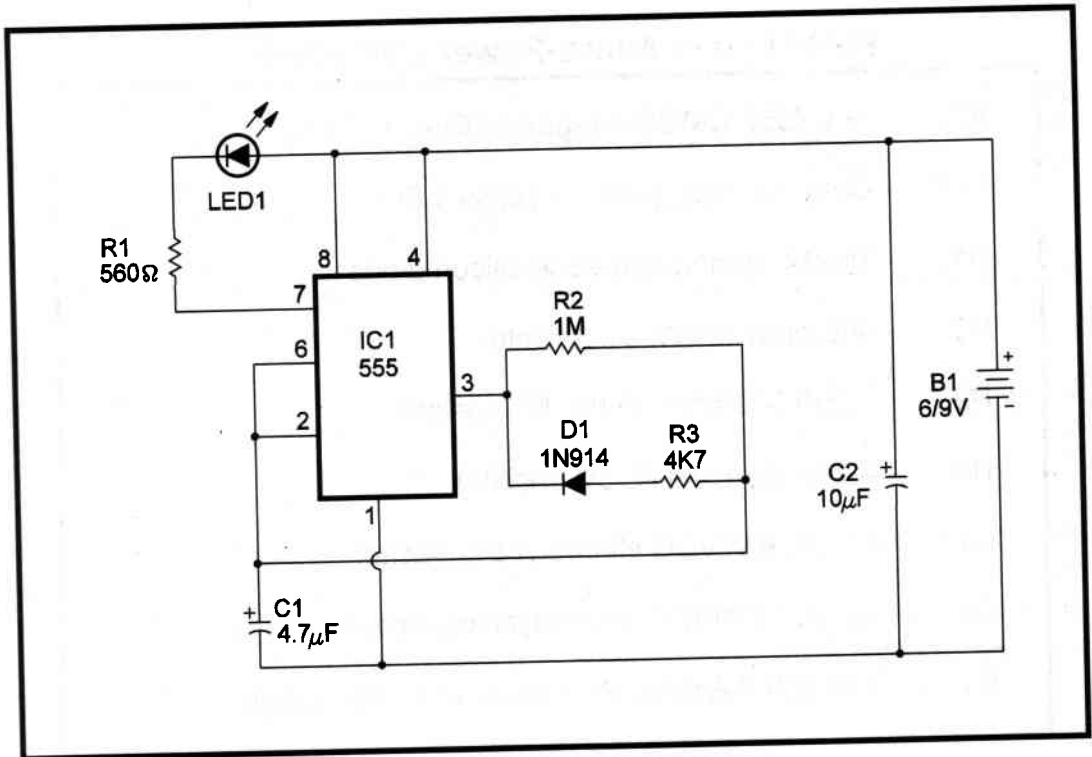 LED1
R1
560Ω
8
4
7
6
2
3
1
IC1
555
R2
1M
D1
1N914
R3
4K7
B1
6/9V
+
-
C2
10µF
+
C1
4.7µF
+